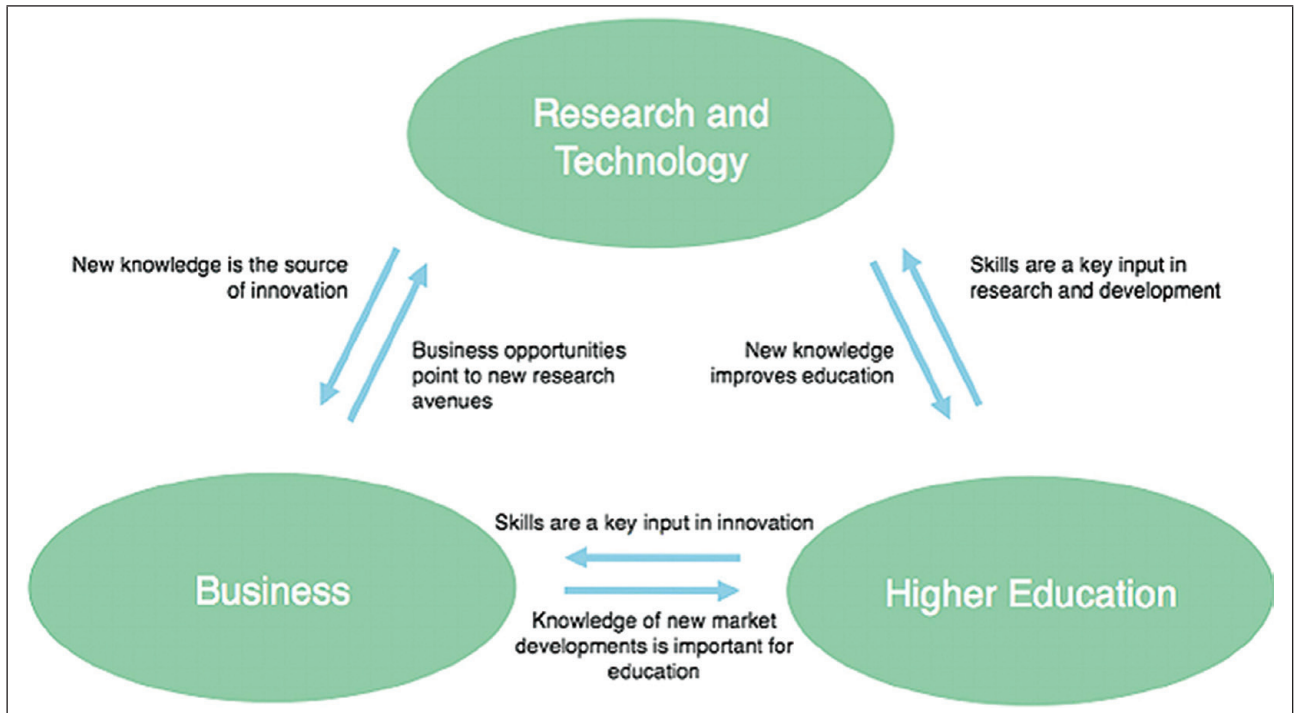 Research and
Technology
New knowledge is the source
of innovation
Skills are a key input in
research and development
Business opportunities
point to new research
avenues
New knowledge
improves education
Skills are a key input in innovation
Business
Higher Education
Knowledge of new market
developments is important for
education